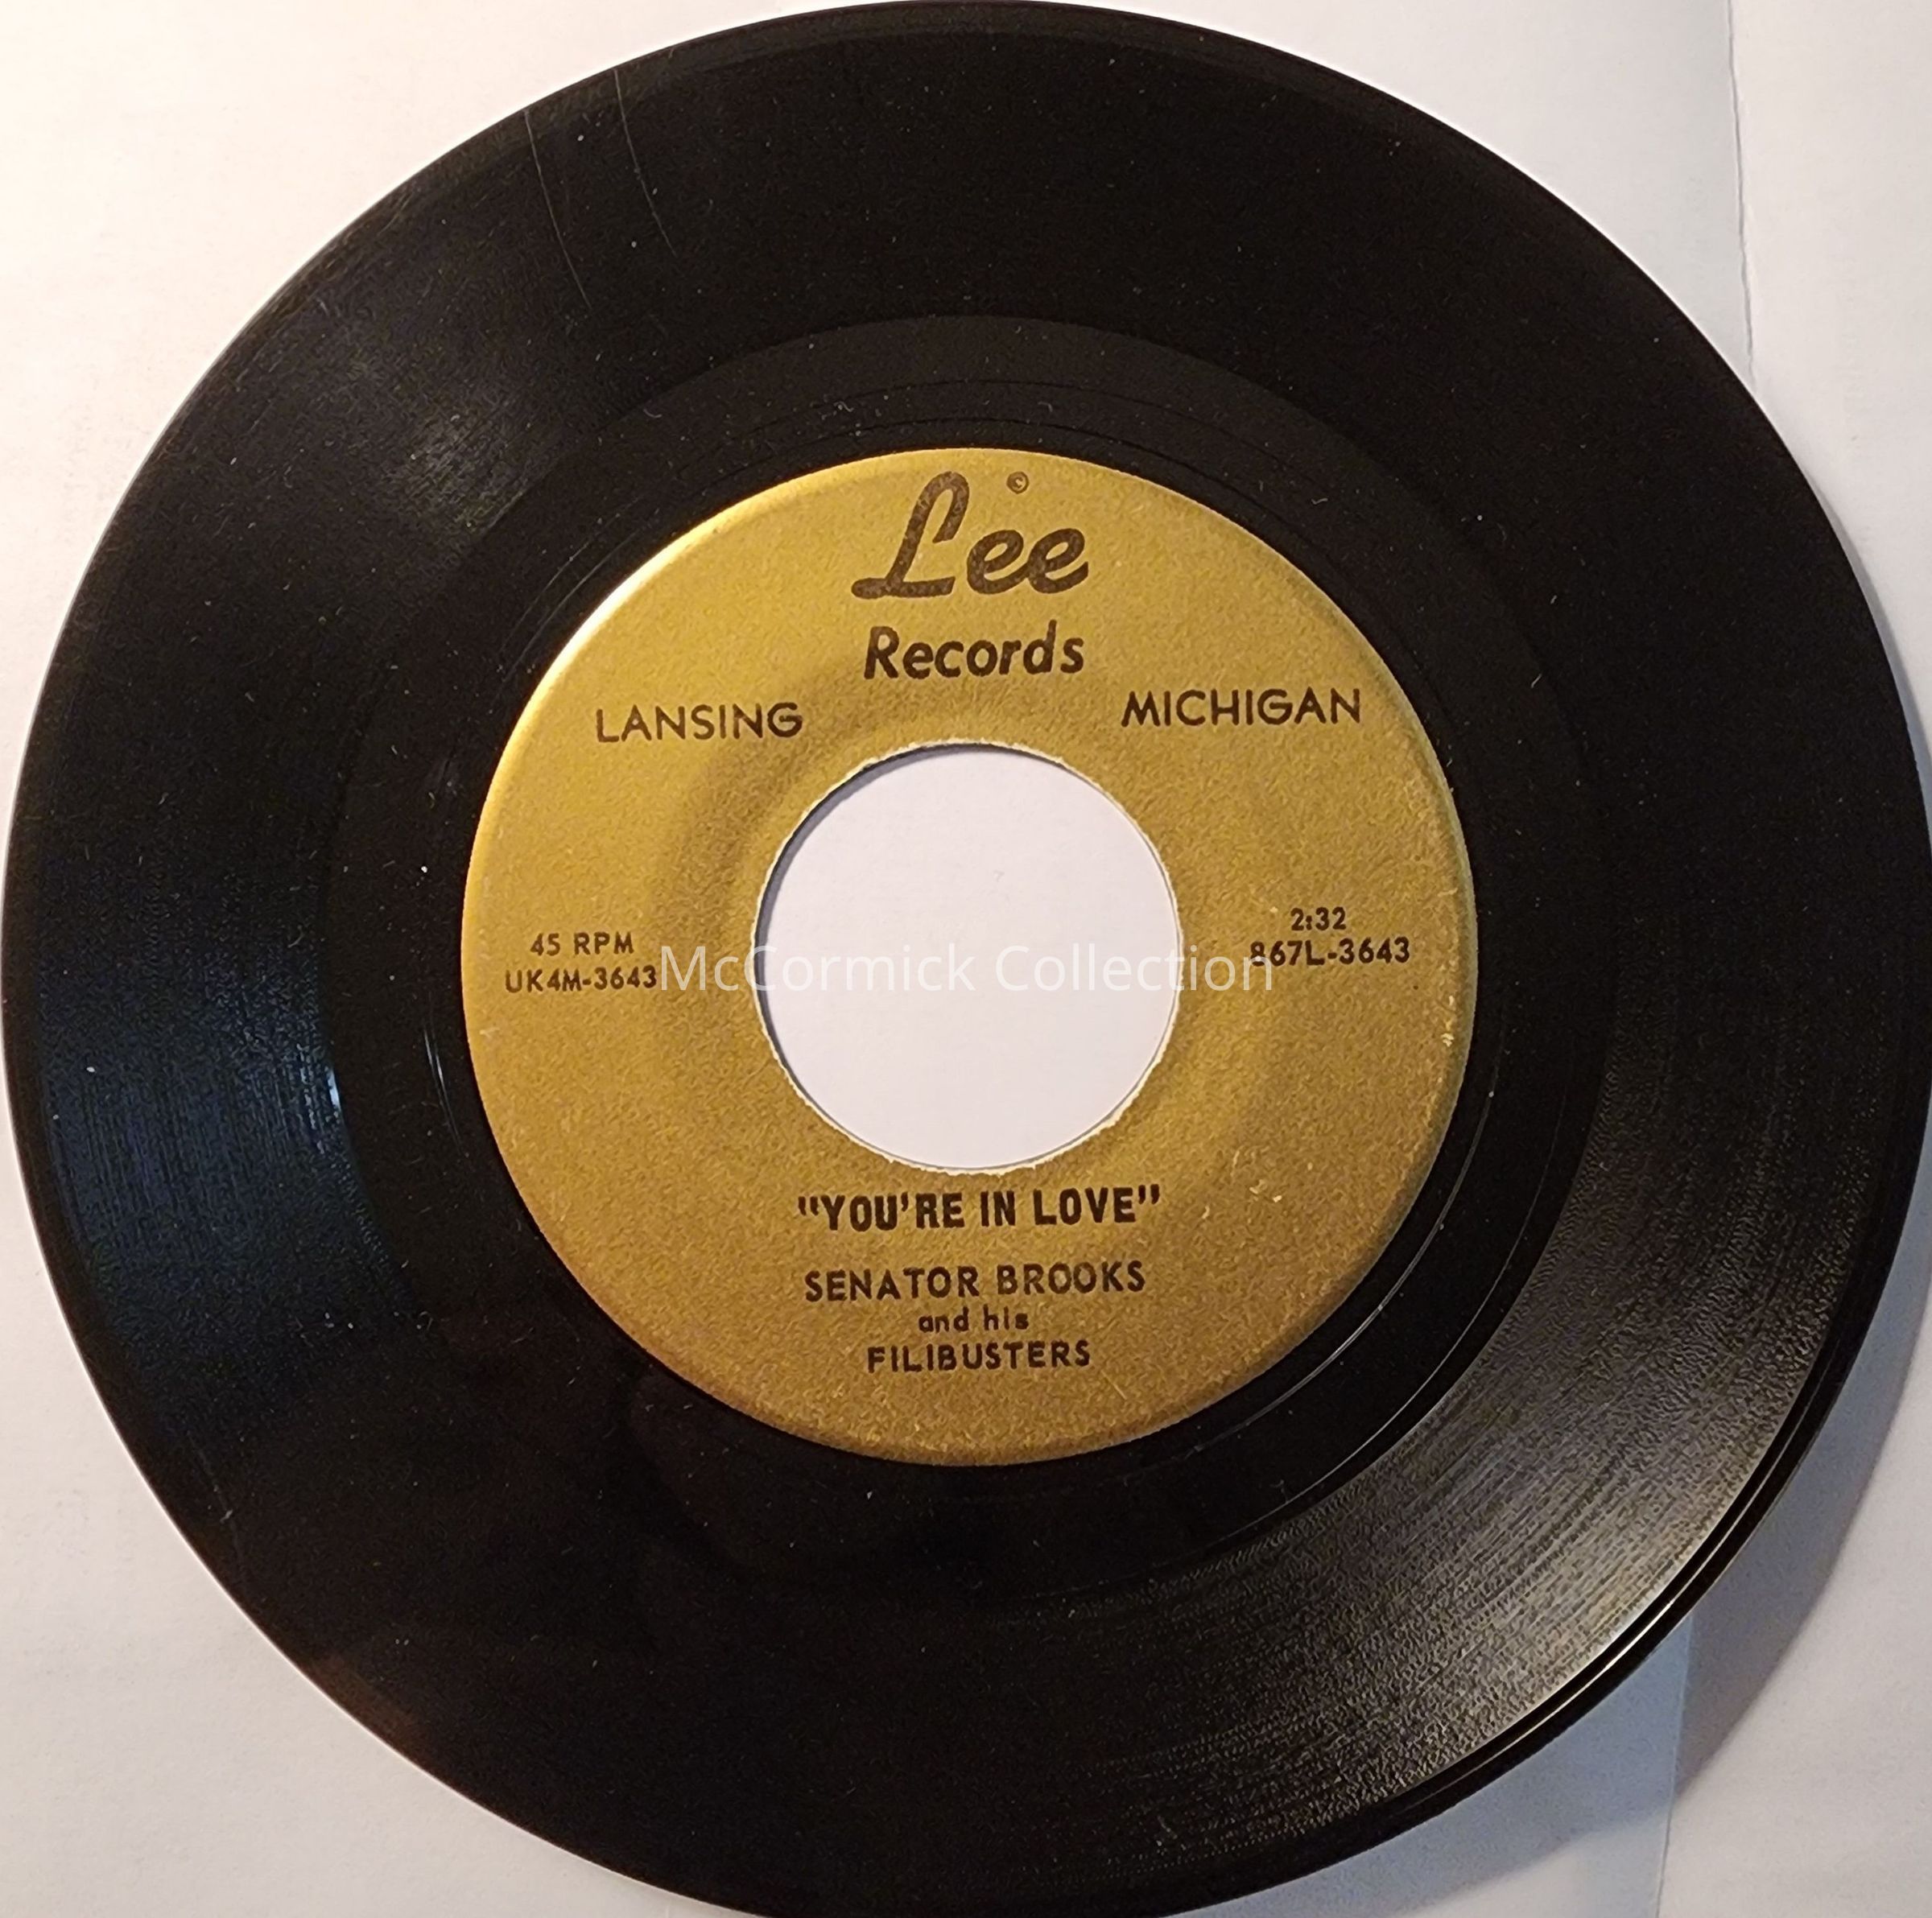 Lee ©
Records
LANSING MICHIGAN
45 RPM
UK4M-3643
2:32
867L-3643
McCormick Collection
"YOU'RE IN LOVE"
SENATOR BROOKS
and his
FILIBUSTERS